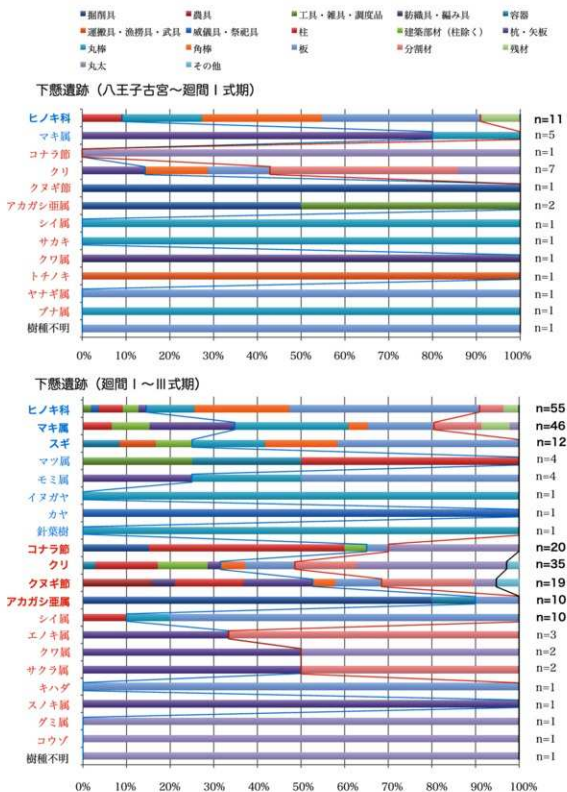 掘削具 農具 工具・雑具・調度品 紡織具・編み具 容器
運搬具・漁撈具・武具 威儀具・祭祀具 柱 建築部材（柱除く） 杭・矢板
丸棒 角棒 板 分割材 残材
丸太 その他
下懸遺跡（八王子古宮～廻間Ⅰ式期）
ヒノキ科 n=11
マキ属 n=5
コナラ節 n=1
クリ n=7
クヌギ節 n=1
アカガシ亜属 n=2
シイ属 n=1
サカキ n=1
クワ属 n=1
トチノキ n=1
ヤナギ属 n=1
ブナ属 n=1
樹種不明 n=1
0% 10% 20% 30% 40% 50% 60% 70% 80% 90% 100%
下懸遺跡（廻間Ⅰ～Ⅲ式期）
ヒノキ科 n=55
マキ属 n=46
スギ n=12
マツ属 n=4
モミ属 n=4
イヌガヤ n=1
カヤ n=1
針葉樹 n=1
コナラ節 n=20
クリ n=35
クヌギ節 n=19
アカガシ亜属 n=10
シイ属 n=10
エノキ属 n=3
クワ属 n=2
サクラ属 n=2
キハダ n=1
スノキ属 n=1
グミ属 n=1
コウゾ n=1
樹種不明 n=1
0% 10% 20% 30% 40% 50% 60% 70% 80% 90% 100%